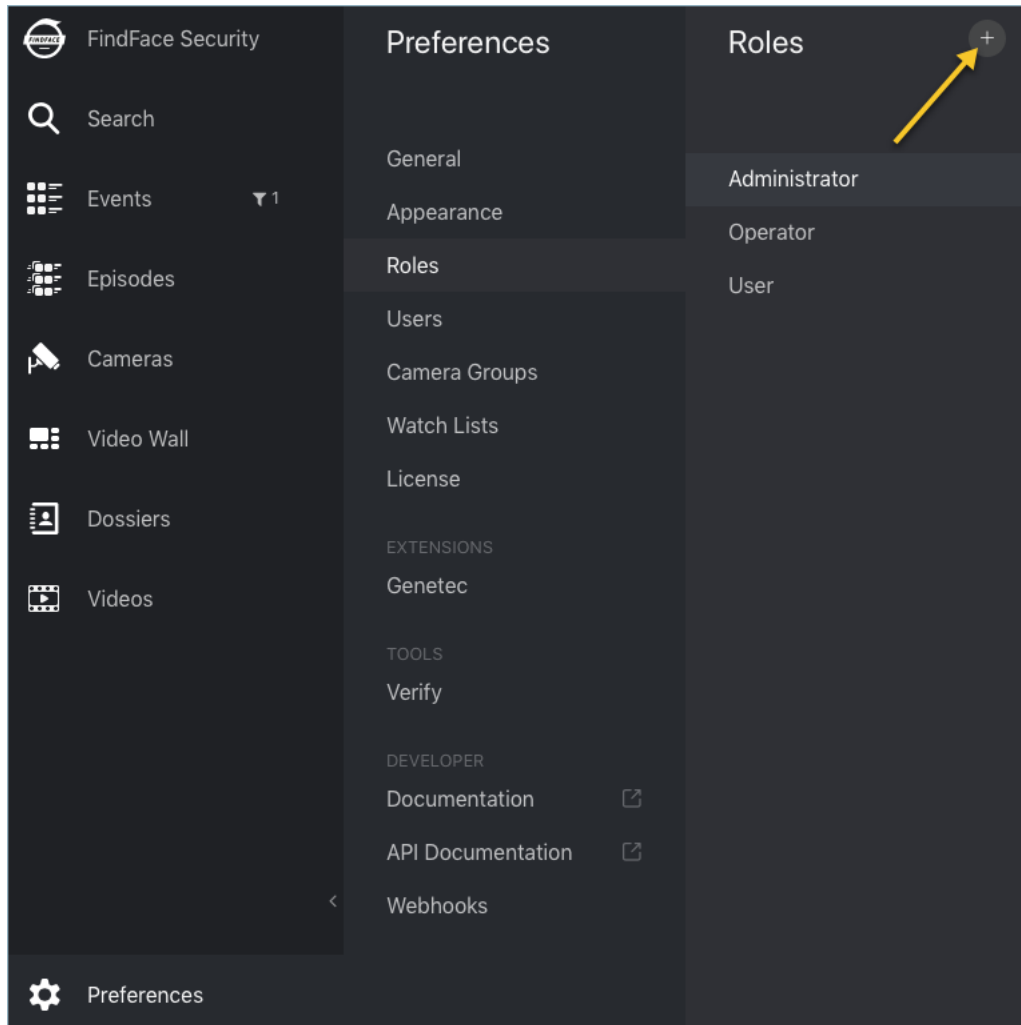 FINDFACE
FindFace Security
Search
Events
1
Episodes
Cameras
Video Wall
Dossiers
Videos
Preferences
Preferences
General
Appearance
Roles
Users
Camera Groups
Watch Lists
License
EXTENSIONS
Genetec
TOOLS
Verify
DEVELOPER
Documentation
API Documentation
Webhooks
Roles
+
Administrator
Operator
User